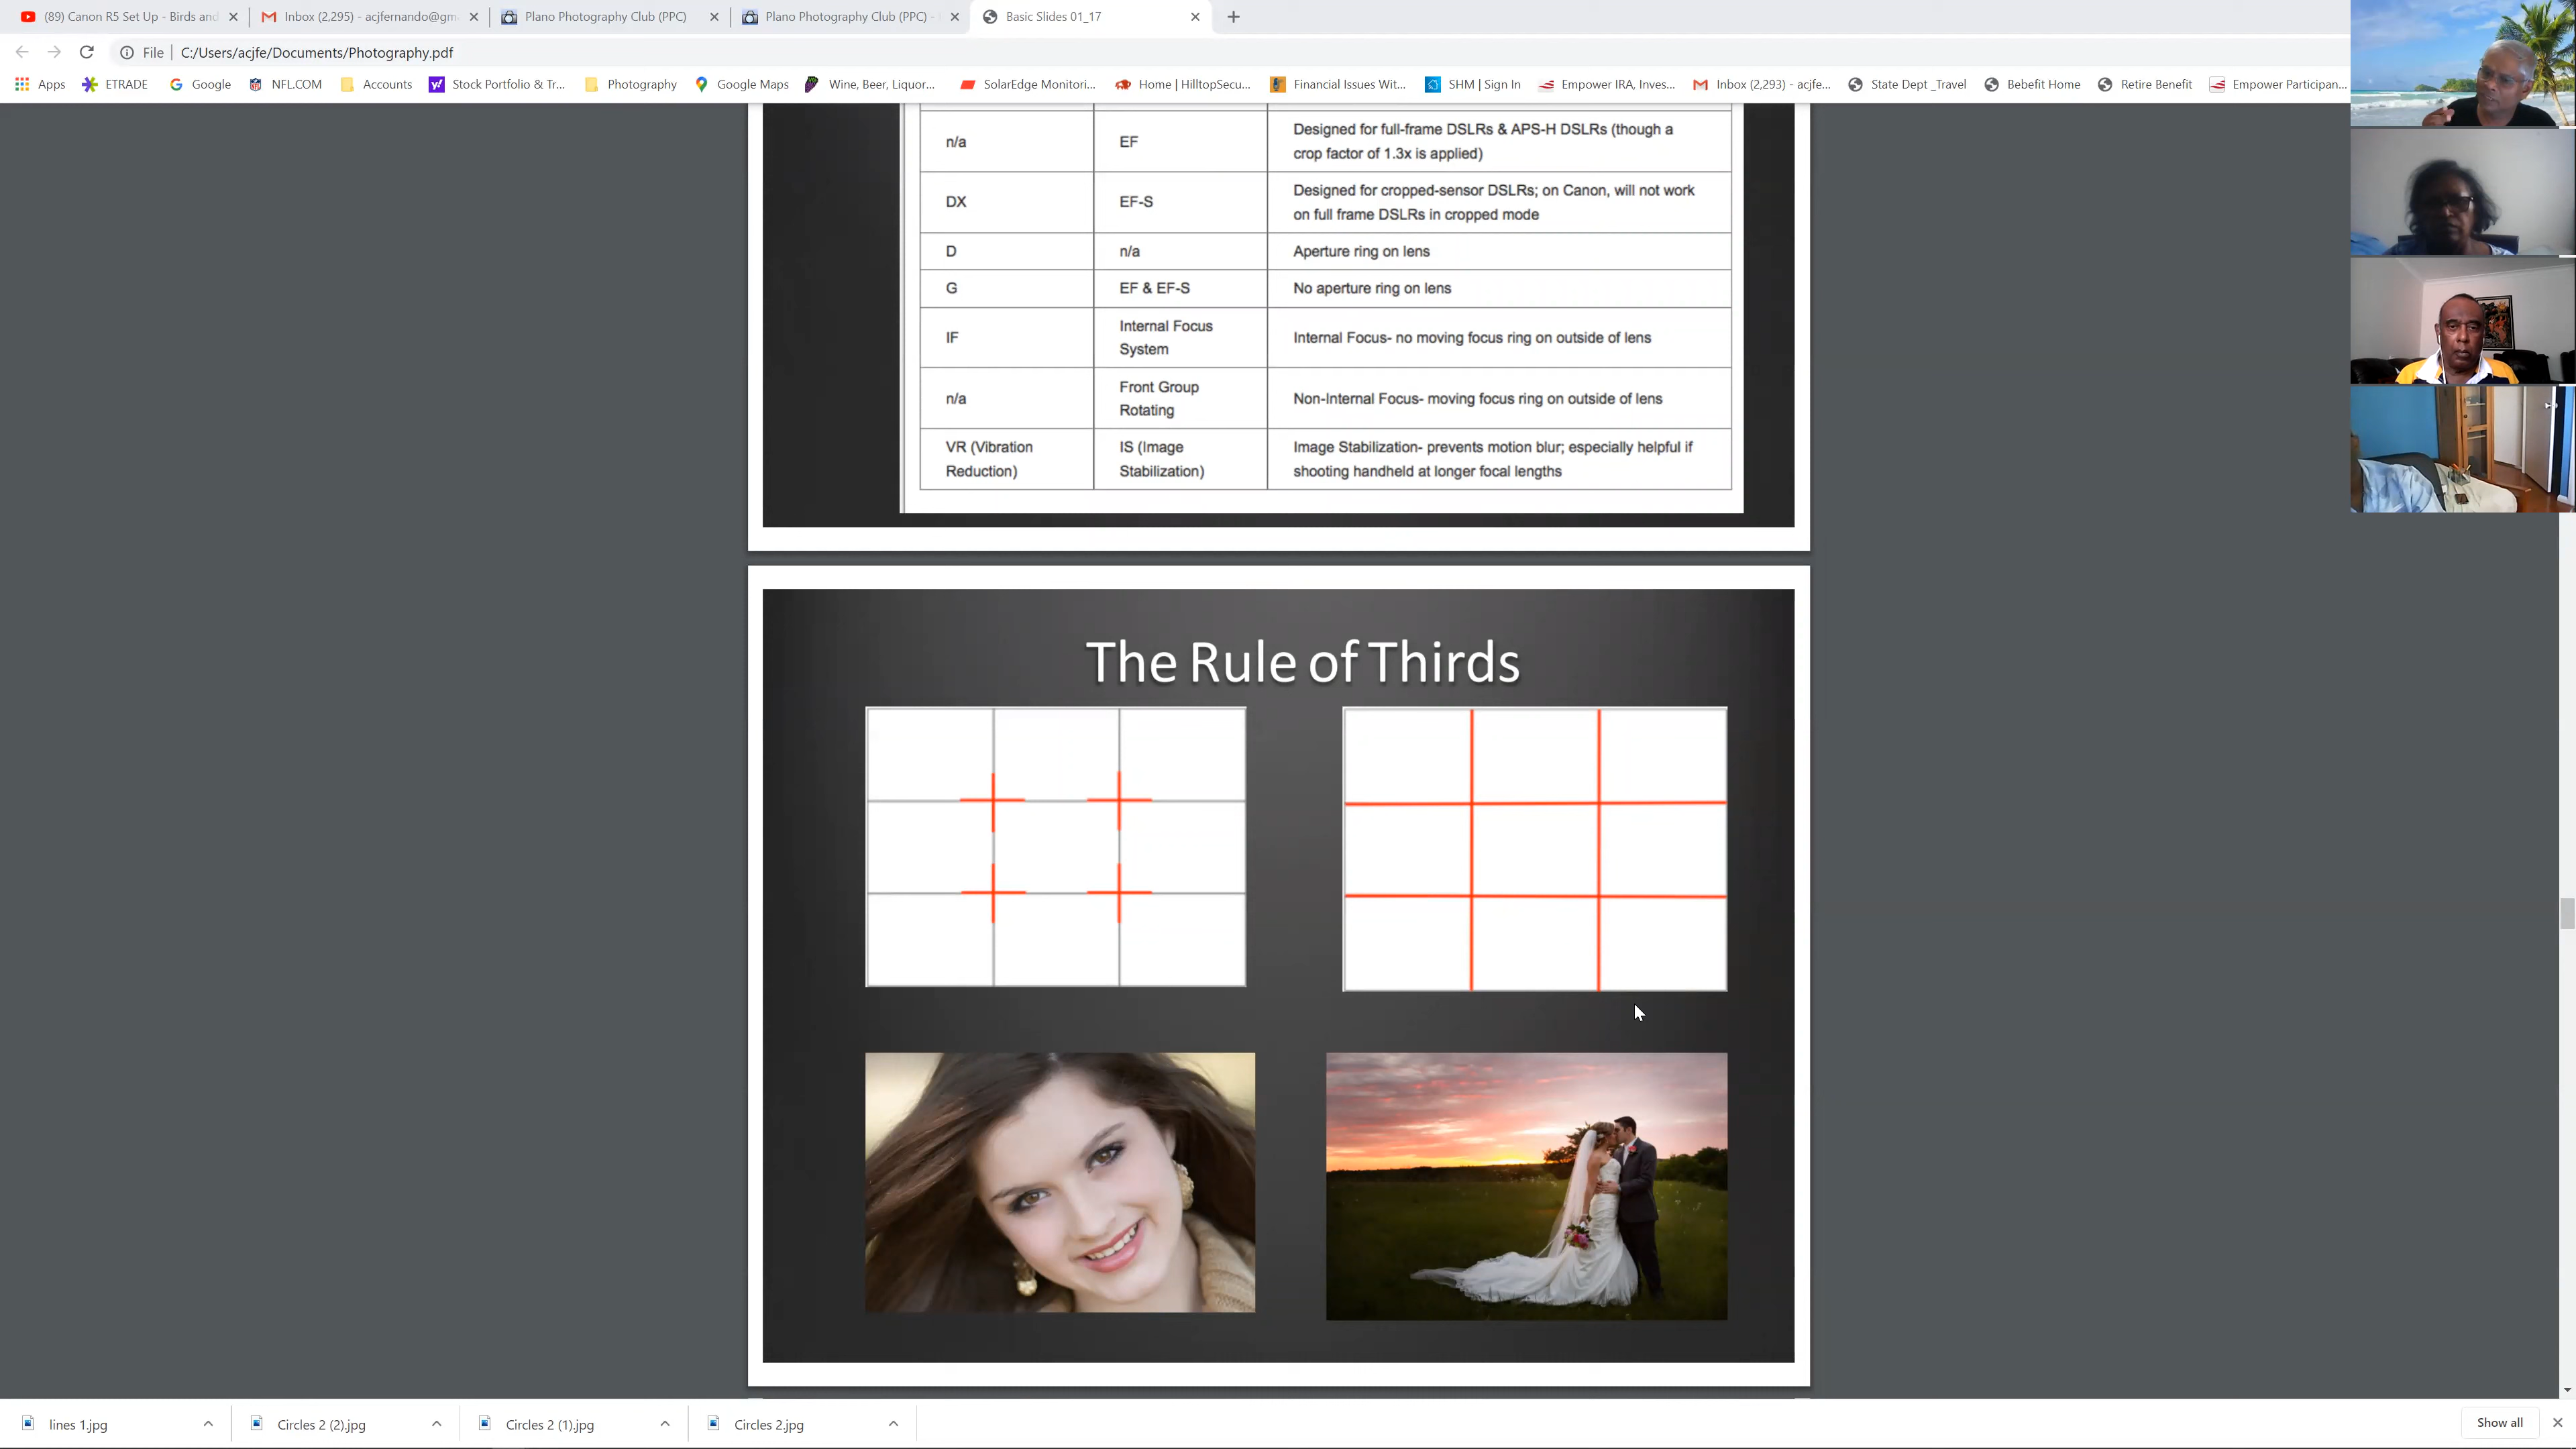 (89) Canon R5 Set Up - Birds and
Inbox (2,295) - acjfernando@gm
Plano Photography Club (PPC)
Plano Photography Club (PPC) -
Basic Slides 01_17
File
C:/Users/acjfe/Documents/Photography.pdf
Apps
ETRADE
Google
NFL.COM
Accounts
Stock Portfolio & Tr...
Photography
Google Maps
Wine, Beer, Liquor...
SolarEdge Monitori...
Home | HilltopSecu...
Financial Issues Wit...
SHM | Sign In
Empower IRA, Inves...
Inbox (2,293) - acjfe...
State Dept _Travel
Bebefit Home
Retire Benefit
Empower Participan...
n/a
EF
Designed for full-frame DSLRs & APS-H DSLRs (though a
crop factor of 1.3x is applied)
DX
EF-S
Designed for cropped-sensor DSLRs; on Canon, will not work
on full frame DSLRs in cropped mode
D
n/a
Aperture ring on lens
G
EF & EF-S
No aperture ring on lens
IF
Internal Focus
System
Internal Focus- no moving focus ring on outside of lens
n/a
Front Group
Rotating
Non-Internal Focus- moving focus ring on outside of lens
VR (Vibration
Reduction)
IS (Image
Stabilization)
Image Stabilization- prevents motion blur; especially helpful if
shooting handheld at longer focal lengths
The Rule of Thirds
lines 1.jpg
Circles 2 (2).jpg
Circles 2 (1).jpg
Circles 2.jpg
Show all